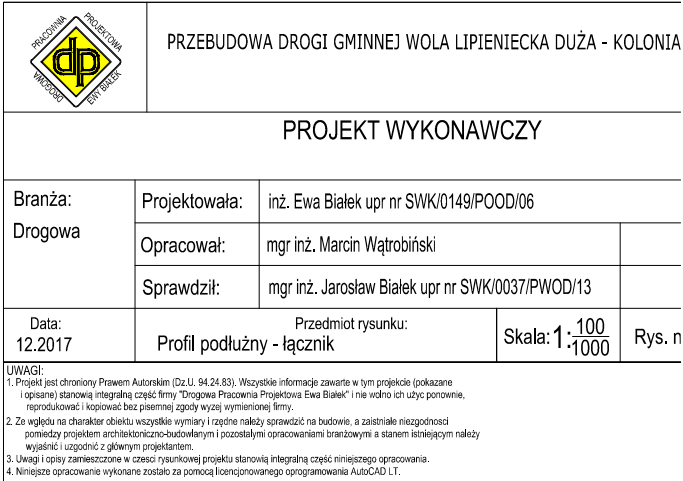 PRACOWNIA PROJEKTOWA
dp
DROGOWA EWY BIAŁEK
PRZEBUDOWA DROGI GMINNEJ WOLA LIPIENIECKA DUŻA - KOLONIA
PROJEKT WYKONAWCZY
Branża:
Drogowa
Projektowała: inż. Ewa Białek upr nr SWK/0149/POOD/06
Opracował: mgr inż. Marcin Wątrobiński
Sprawdził: mgr inż. Jarosław Białek upr nr SWK/0037/PWOD/13
Data:
12.2017
Przedmiot rysunku:
Profil podłużny - łącznik
Skala: 1: 100
1000
Rys. n
UWAGI:
1. Projekt jest chroniony Prawem Autorskim (Dz.U. 94.24.83). Wszystkie informacje zawarte w tym projekcie (pokazane
i opisane) stanowią integralną część firmy "Drogowa Pracownia Projektowa Ewa Białek" i nie wolno ich użyc ponownie,
reprodukować i kopiować bez pisemnej zgody wyzej wymienionej firmy.
2. Ze względu na charakter obiektu wszystkie wymiary i rzędne należy sprawdzić na budowie, a zaistniałe niezgodności
pomiedzy projektem architektoniczno-budowlanym i pozostałymi opracowaniami branżowymi a stanem istniejącym należy
wyjaśnić i uzgodnić z głównym projektantem.
3. Uwagi i opisy zamieszczone w czesci rysunkowej projektu stanowią integralną część niniejszego opracowania.
4. Niniejsze opracowanie wykonane zostało za pomocą licencjonowanego oprogramowania AutoCAD LT.